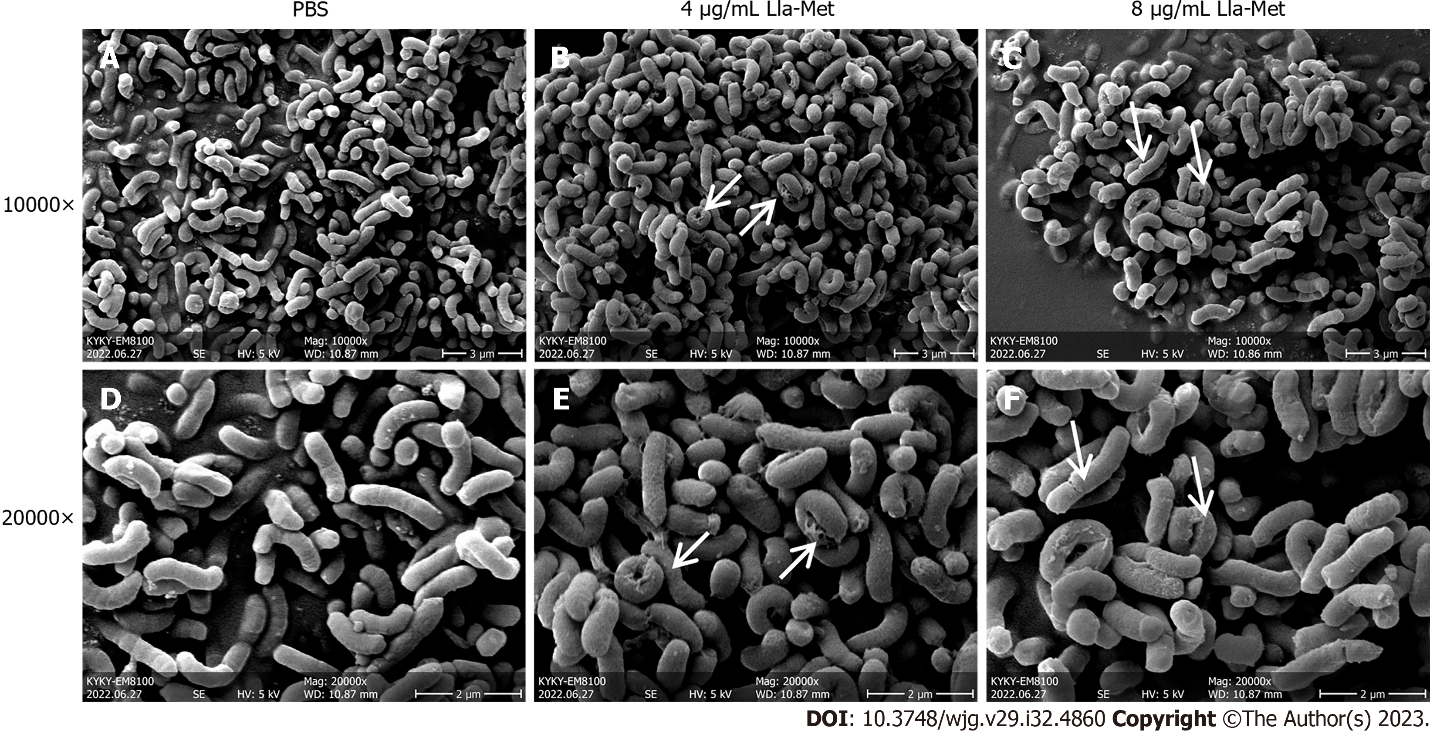 PBS
4 µg/mL Lla-Met
8 µg/mL Lla-Met
10000×
A
KYKY-EM8100
Mag: 10000x
2022.06.27 SE HV: 5 kV WD: 10.87 mm 3 µm
B
KYKY-EM8100
Mag: 10000x
2022.06.27 SE HV: 5 kV WD: 10.87 mm 3 µm
C
KYKY-EM8100
Mag: 10000x
2022.06.27 SE HV: 5 kV WD: 10.86 mm 3 µm
20000×
D
KYKY-EM8100
Mag: 20000x
2022.06.27 SE HV: 5 kV WD: 10.87 mm 2 µm
E
KYKY-EM8100
Mag: 20000x
2022.06.27 SE HV: 5 kV WD: 10.87 mm 2 µm
F
KYKY-EM8100
Mag: 20000x
2022.06.27 SE HV: 5 kV WD: 10.87 mm 2 µm
DOI: 10.3748/wjg.v29.i32.4860 Copyright ©The Author(s) 2023.